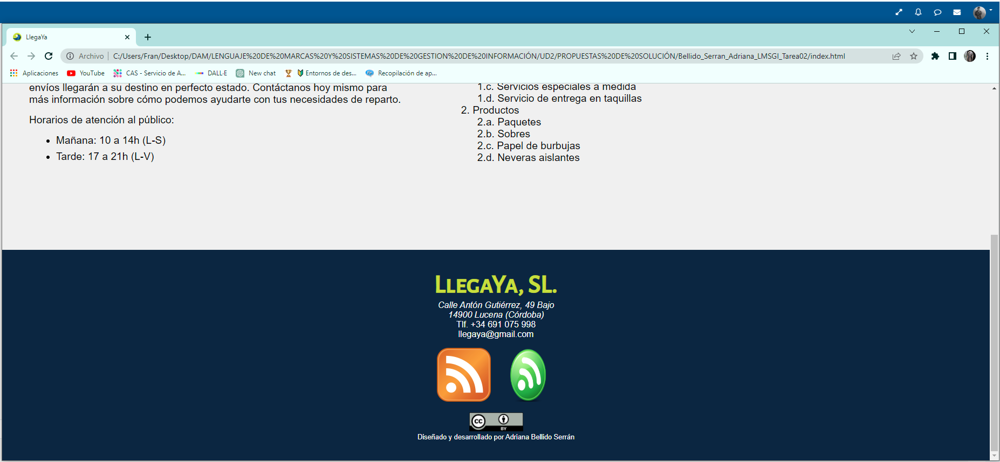 LlegaYa
Archivo | C:/Users/Fran/Desktop/DAM/LENGUAJE%20DE%20MARCAS%20Y%20SISTEMAS%20DE%20GESTION%20DE%20INFORMACIÓN/UD2/PROPUESTAS%20DE%20SOLUCIÓN/Bellido_Serran_Adriana_LMSGI_Tarea02/index.html
Aplicaciones YouTube CAS - Servicio de A... DALL·E New chat Entornos de des... Recopilación de ap...
envíos llegarán a su destino en perfecto estado. Contáctanos hoy mismo para
más información sobre cómo podemos ayudarte con tus necesidades de reparto.
Horarios de atención al público:
• Mañana: 10 a 14h (L-S)
• Tarde: 17 a 21h (L-V)
1.c. Servicios especiales a medida
1.d. Servicio de entrega en taquillas
2. Productos
2.a. Paquetes
2.b. Sobres
2.c. Papel de burbujas
2.d. Neveras aislantes
LLEGAYA, SL.
Calle Antón Gutiérrez, 49 Bajo
14900 Lucena (Córdoba)
Tlf. +34 691 075 998
llegaya@gmail.com
CC
BY
Diseñado y desarrollado por Adriana Bellido Serrán